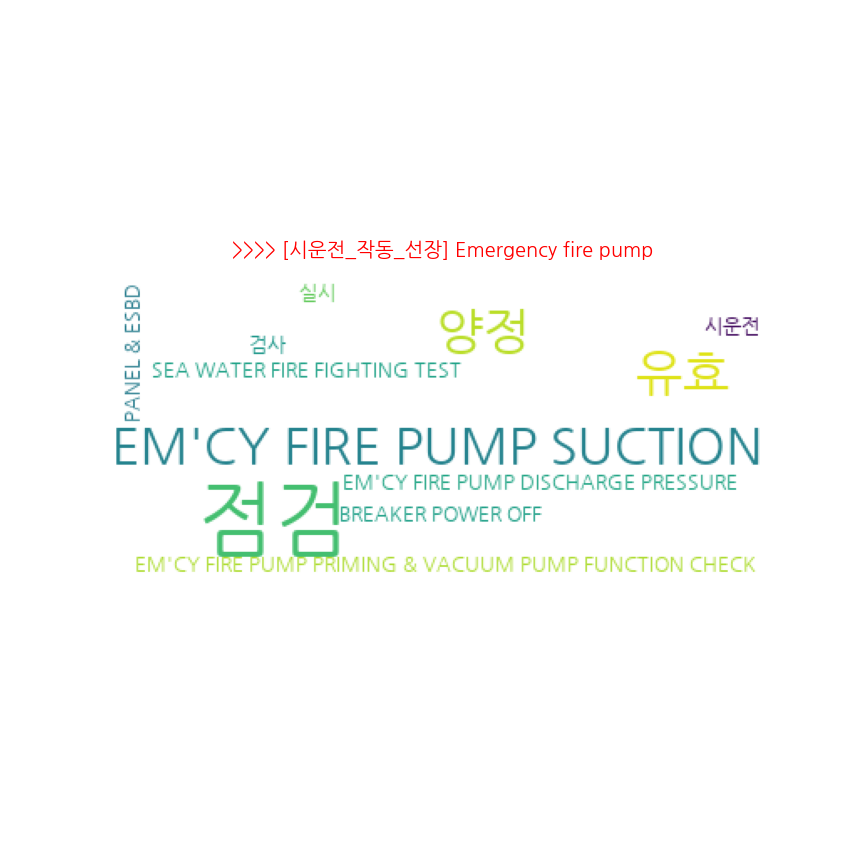 >>>> [시운전_작동_선장] Emergency fire pump
실시
양정
시운전
검사
유효
PANEL & ESBD
SEA WATER FIRE FIGHTING TEST
EM'CY FIRE PUMP SUCTION
EM'CY FIRE PUMP DISCHARGE PRESSURE
점검
BREAKER POWER OFF
EM'CY FIRE PUMP PRIMING & VACUUM PUMP FUNCTION CHECK